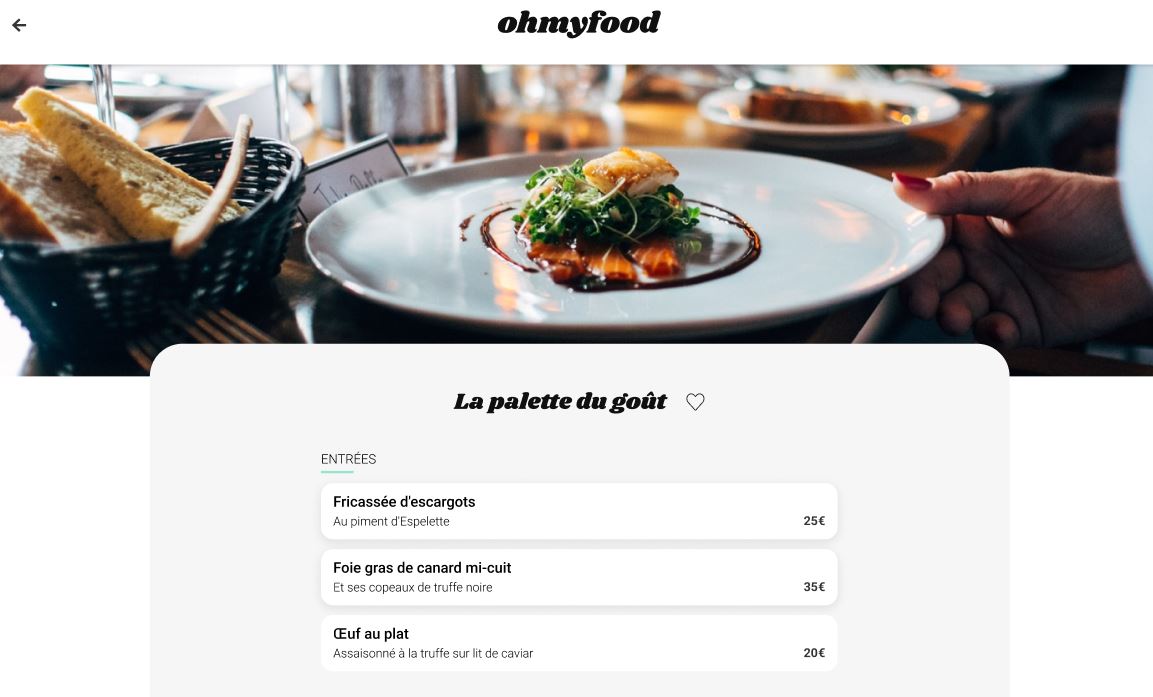 ohmyfood
La palette du goût
ENTRÉES
Fricassée d'escargots
Au piment d'Espelette
25€
Foie gras de canard mi-cuit
Et ses copeaux de truffe noire
35€
Œuf au plat
Assaisonné à la truffe sur lit de caviar
20€